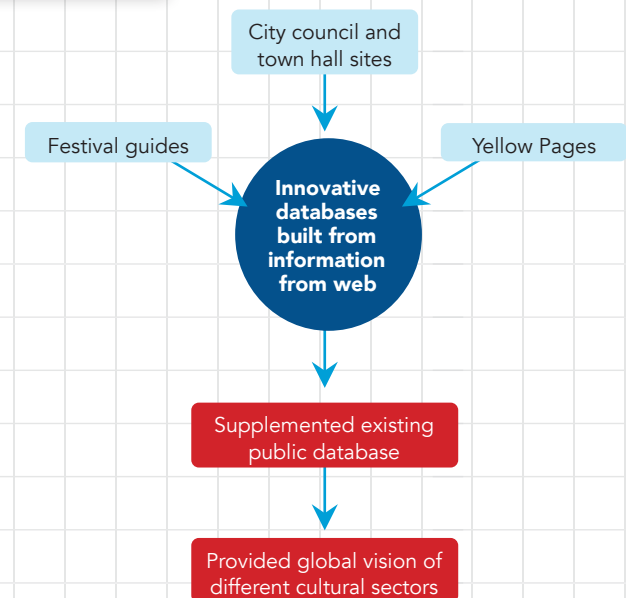 City council and
town hall sites
Festival guides
Yellow Pages
Innovative
databases
built from
information
from web
Supplemented existing
public database
Provided global vision of
different cultural sectors